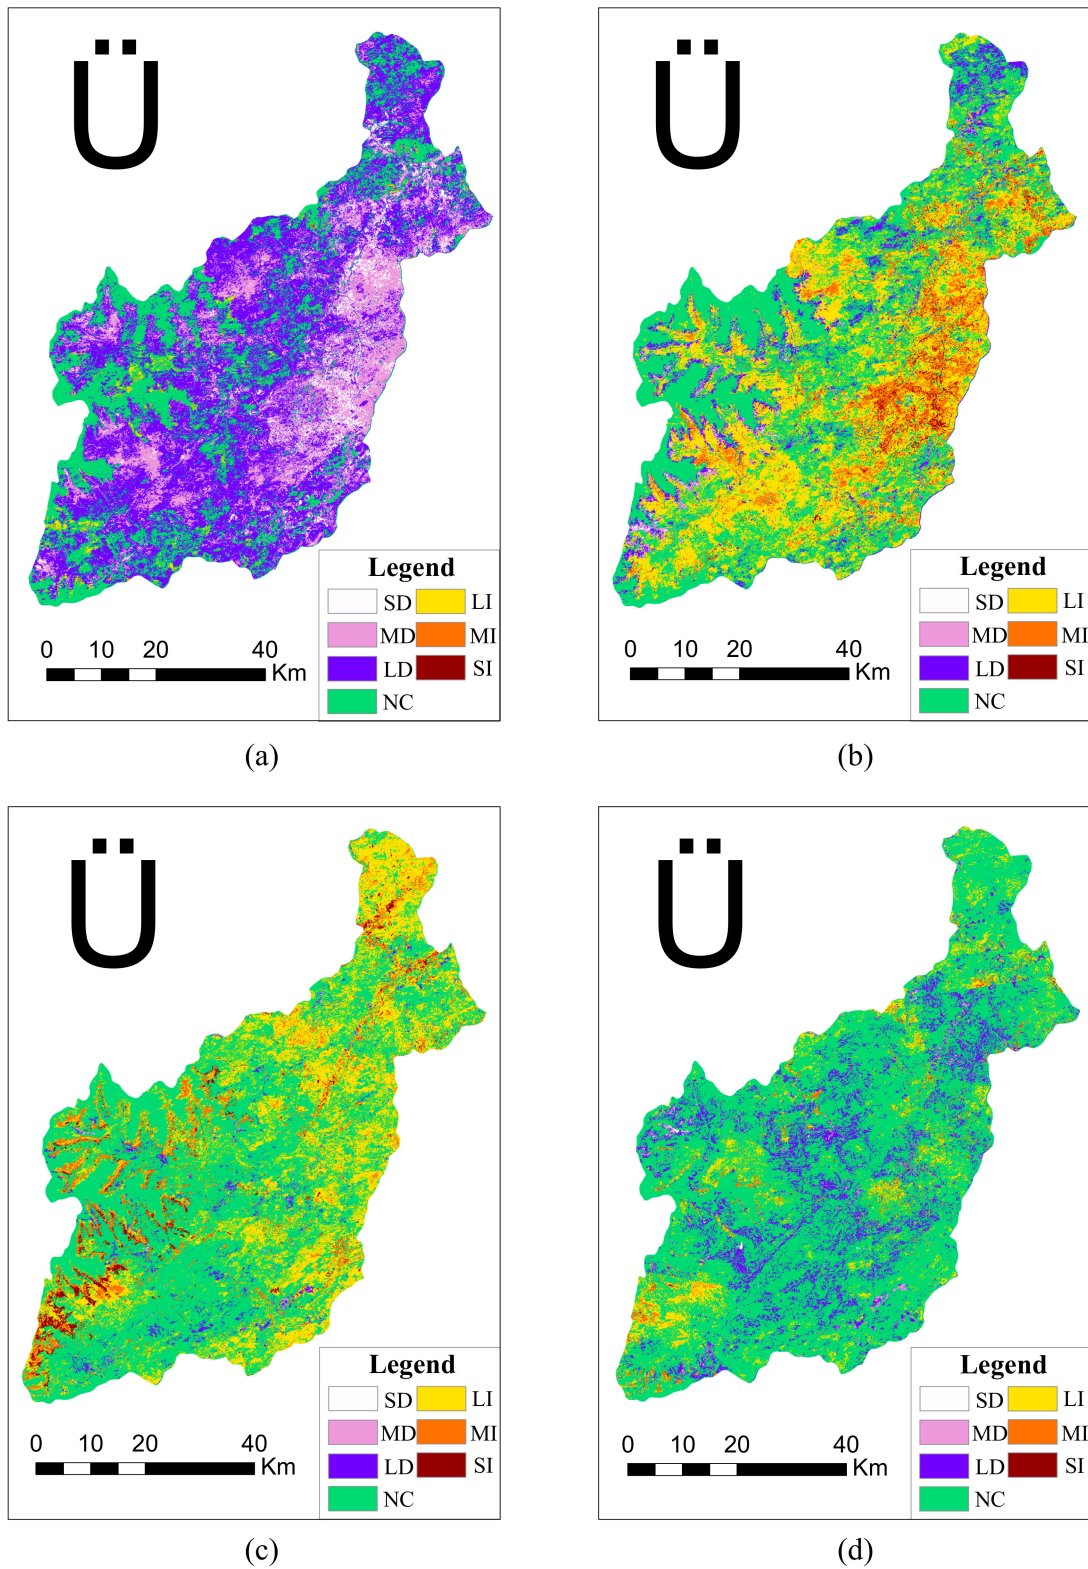 Ü
Legend
SD LI
MD MI
LD SI
NC
0 10 20 40
Km
(a)
Ü
Legend
SD LI
MD MI
LD SI
NC
0 10 20 40
Km
(b)
Ü
Legend
SD LI
MD MI
LD SI
NC
0 10 20 40
Km
(c)
Ü
Legend
SD LI
MD MI
LD SI
NC
0 10 20 40
Km
(d)